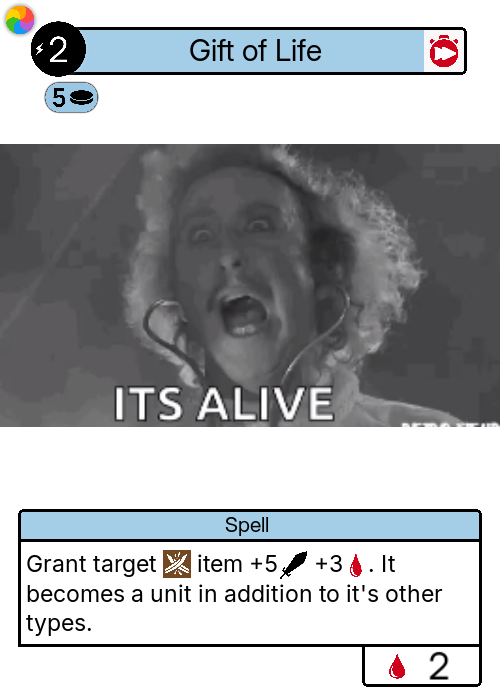 2
Gift of Life
5
ITS ALIVE
Spell
Grant target item +5 +3 . It
becomes a unit in addition to it's other
types.
2